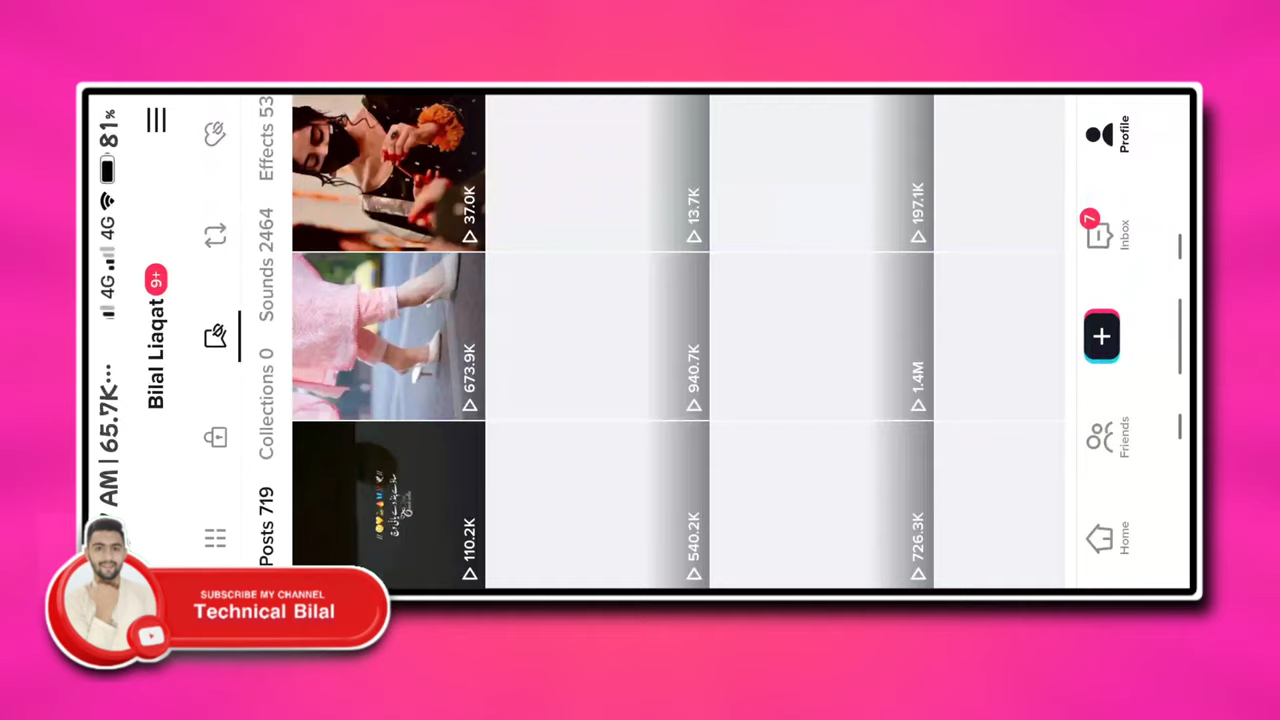 AM | 65.7K... 4G 4G 81%
Bilal Liaqat 9+
Posts 719 Collections 0 Sounds 2464 Effects 53
110.2K 673.9K 37.0K
540.2K 940.7K 13.7K
726.3K 1.4M 197.1K
Home Friends Inbox 7 Profile
SUBSCRIBE MY CHANNEL
Technical Bilal